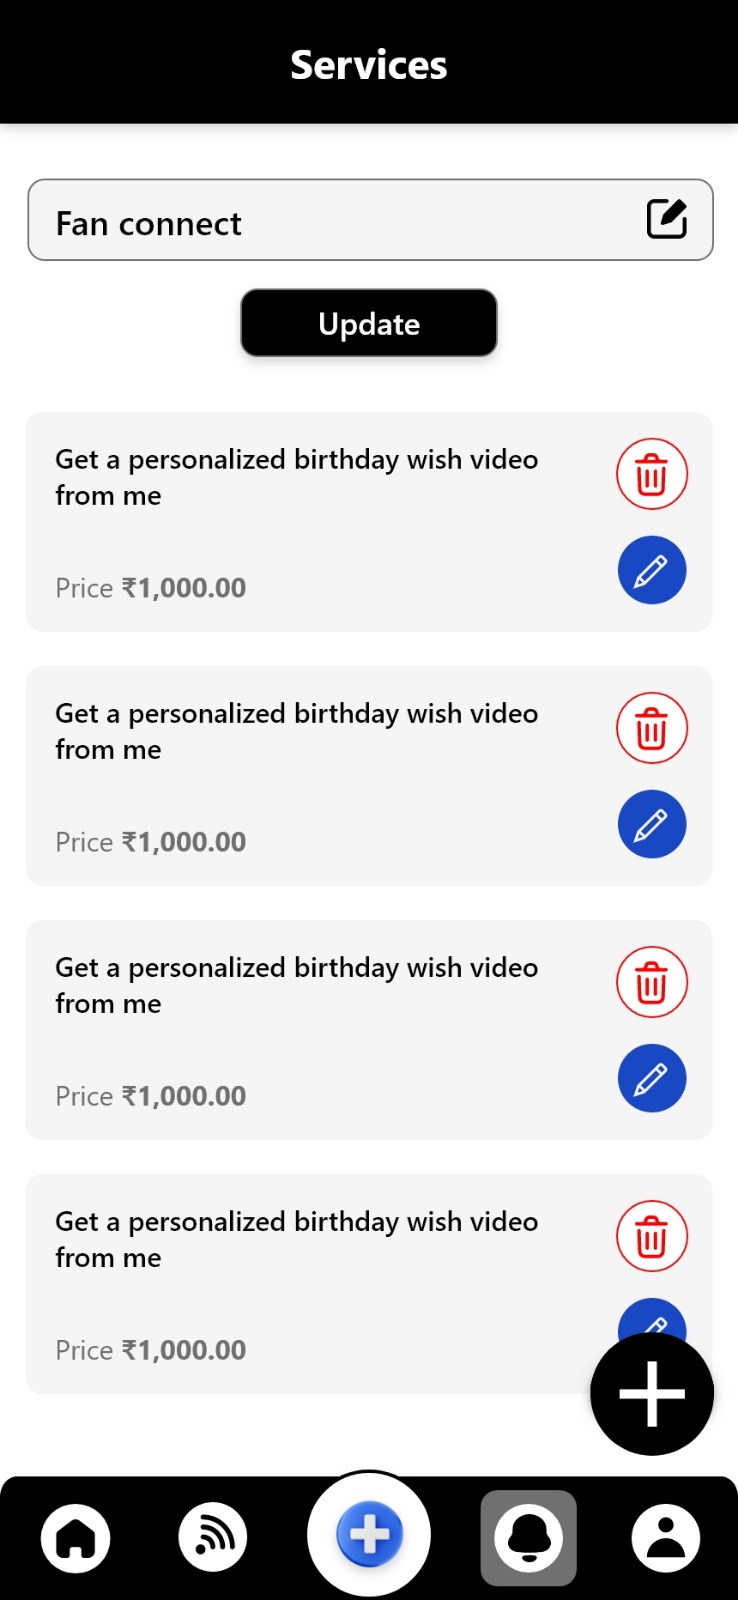 Services
Fan connect
Update
Get a personalized birthday wish video
from me
Price ₹1,000.00
Get a personalized birthday wish video
from me
Price ₹1,000.00
Get a personalized birthday wish video
from me
Price ₹1,000.00
Get a personalized birthday wish video
from me
Price ₹1,000.00